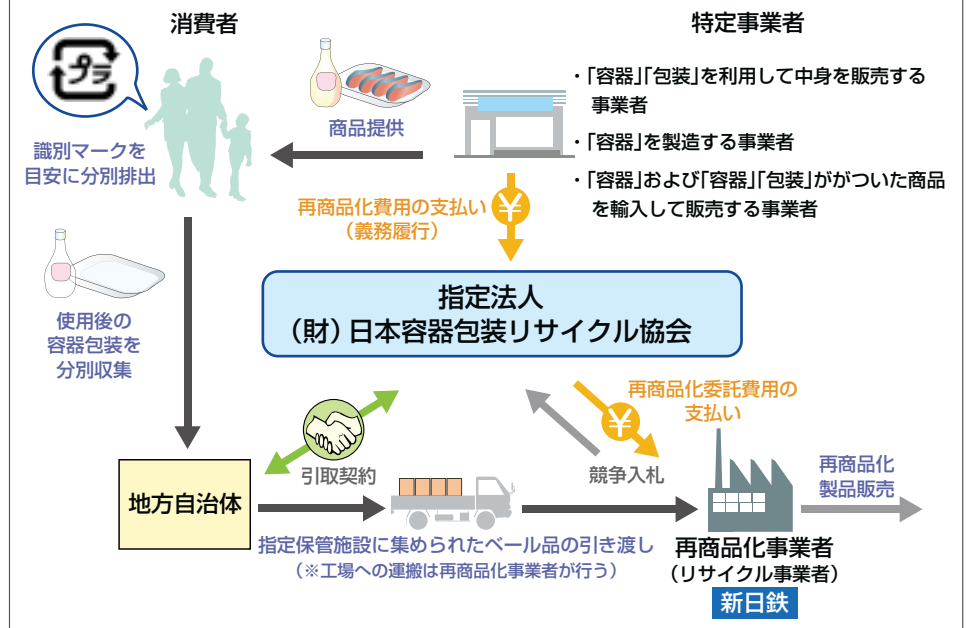 消費者
特定事業者
プラ
識別マークを
目安に分別排出
商品提供
・「容器」「包装」を利用して中身を販売する
事業者
・「容器」を製造する事業者
・「容器」および「容器」「包装」ががついた商品
を輸入して販売する事業者
再商品化費用の支払い
（義務履行）
¥
指定法人
（財）日本容器包装リサイクル協会
使用後の
容器包装を
分別収集
再商品化委託費用の
支払い
¥
引取契約
競争入札
再商品化
製品販売
地方自治体
指定保管施設に集められたベール品の引き渡し
（※工場への運搬は再商品化事業者が行う）
再商品化事業者
（リサイクル事業者）
新日鉄